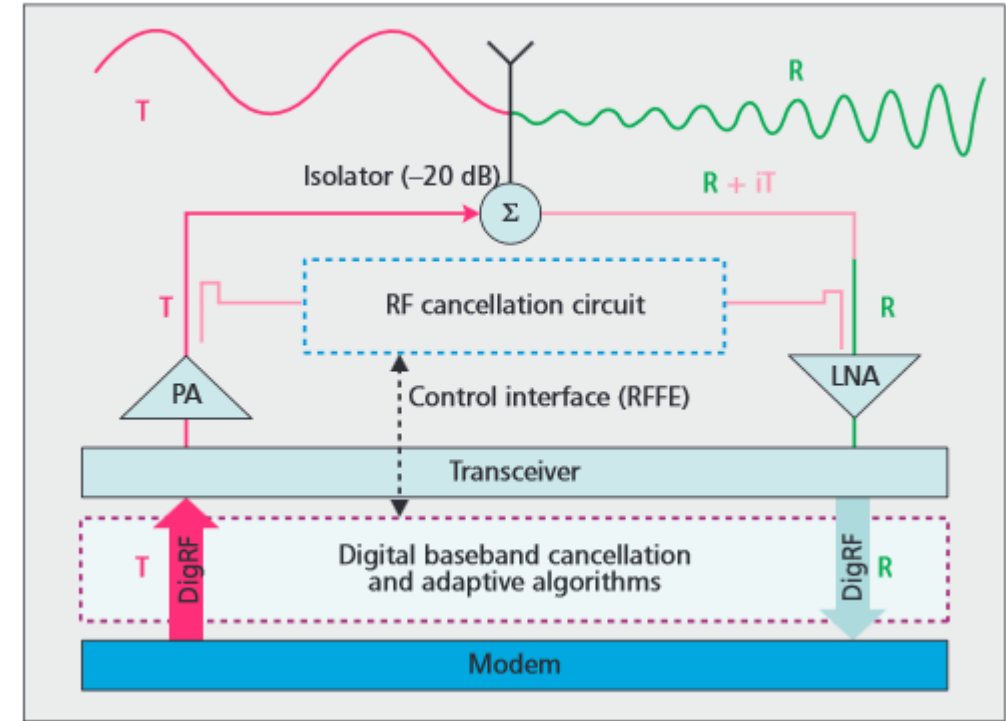 T
R
Isolator (–20 dB)
Σ
R + iT
T
RF cancellation circuit
R
PA
Control interface (RFFE)
LNA
Transceiver
T
DigRF
Digital baseband cancellation
and adaptive algorithms
DigRF
R
Modem